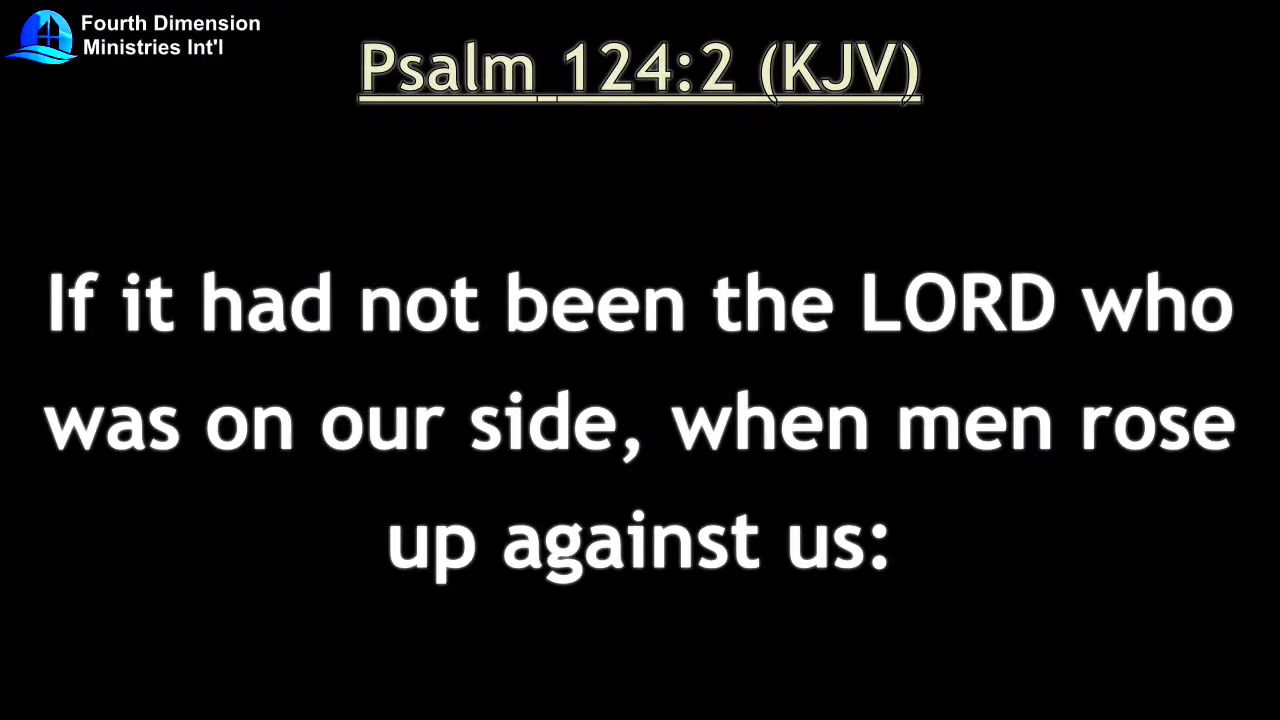 Fourth Dimension
Ministries Int'l
Psalm 124:2 (KJV)
If it had not been the LORD who
was on our side, when men rose
up against us: